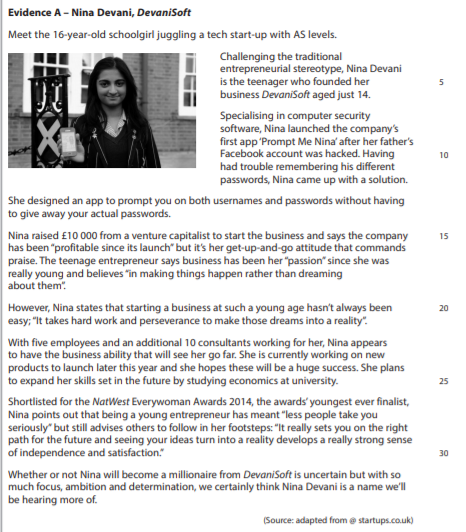 Evidence A – Nina Devani, DevaniSoft
Meet the 16-year-old schoolgirl juggling a tech start-up with AS levels.
Challenging the traditional
entrepreneurial stereotype, Nina Devani
is the teenager who founded her 5
business DevaniSoft aged just 14.
Specialising in computer security
software, Nina launched the company's
first app 'Prompt Me Nina' after her father's
Facebook account was hacked. Having 10
had trouble remembering his different
passwords, Nina came up with a solution.
She designed an app to prompt you on both usernames and passwords without having
to give away your actual passwords.
Nina raised £10 000 from a venture capitalist to start the business and says the company 15
has been "profitable since its launch" but it's her get-up-and-go attitude that commands
praise. The teenage entrepreneur says business has been her "passion" since she was
really young and believes "in making things happen rather than dreaming
about them".
However, Nina states that starting a business at such a young age hasn't always been 20
easy; "It takes hard work and perseverance to make those dreams into a reality".
With five employees and an additional 10 consultants working for her, Nina appears
to have the business ability that will see her go far. She is currently working on new
products to launch later this year and she hopes these will be a huge success. She plans
to expand her skills set in the future by studying economics at university. 25
Shortlisted for the NatWest Everywoman Awards 2014, the awards' youngest ever finalist,
Nina points out that being a young entrepreneur has meant "less people take you
seriously" but still advises others to follow in her footsteps: "It really sets you on the right
path for the future and seeing your ideas turn into a reality develops a really strong sense
of independence and satisfaction." 30
Whether or not Nina will become a millionaire from DevaniSoft is uncertain but with so
much focus, ambition and determination, we certainly think Nina Devani is a name we'll
be hearing more of.
(Source: adapted from @ startups.co.uk)